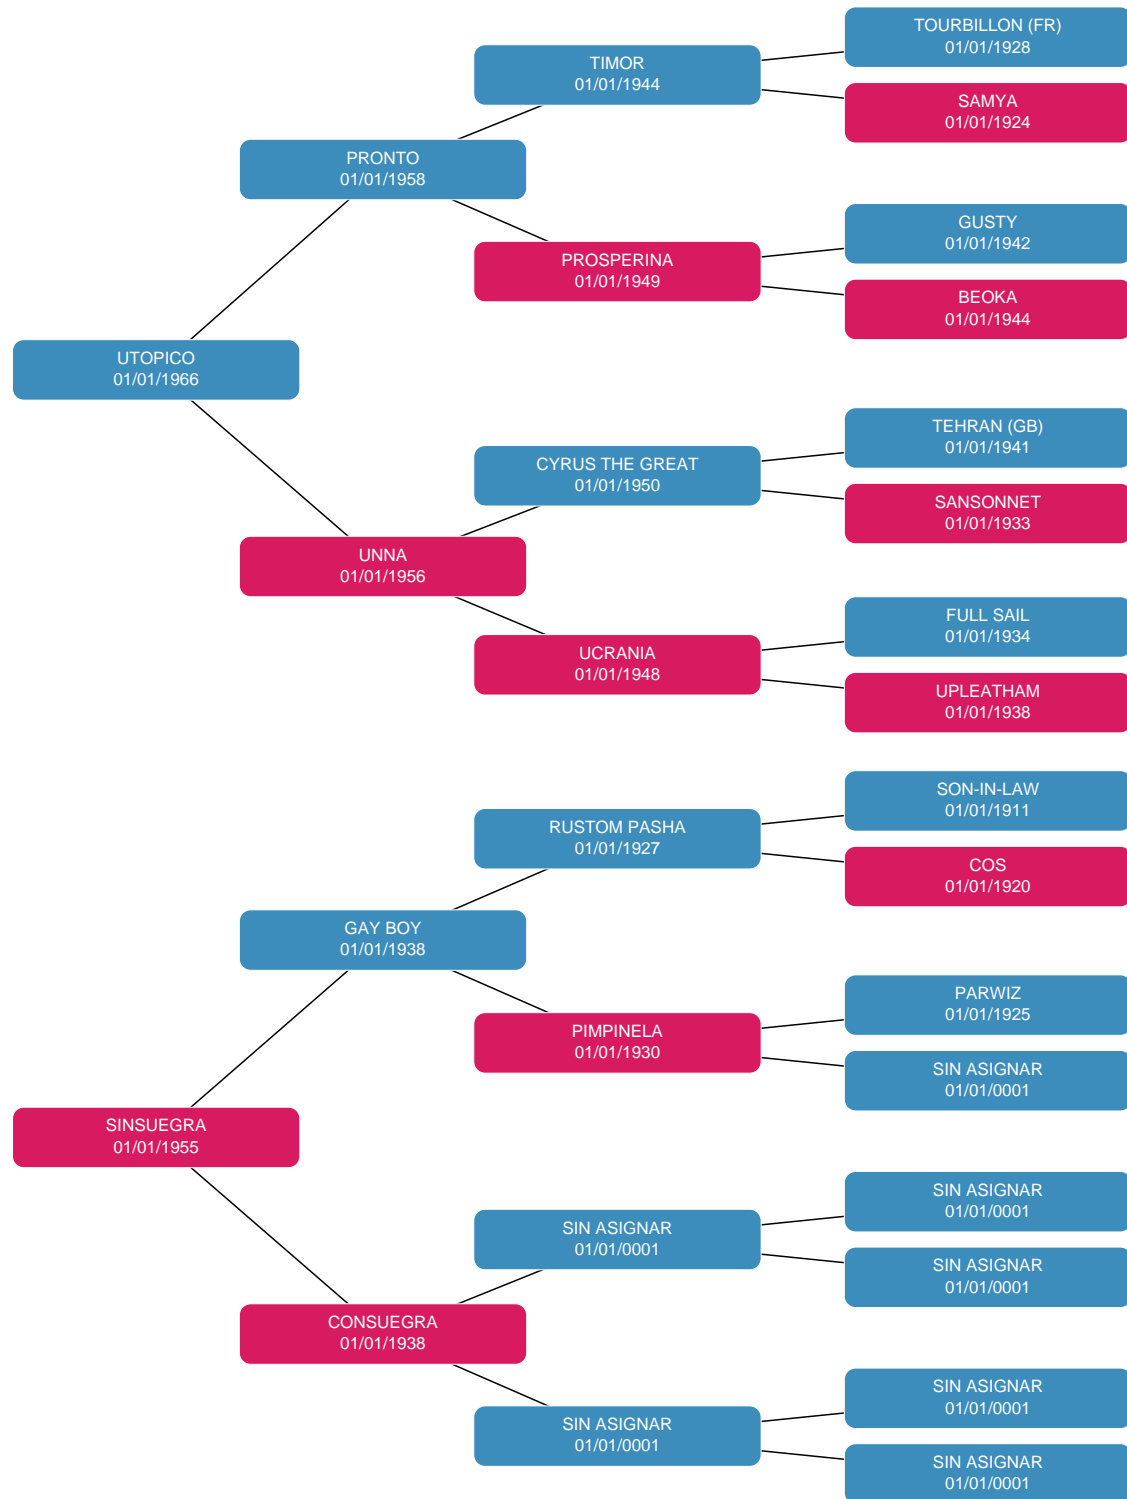 TOURBILLON (FR)
01/01/1928
TIMOR
01/01/1944
SAMYA
01/01/1924
PRONTO
01/01/1958
GUSTY
01/01/1942
PROSPERINA
01/01/1949
BEOKA
01/01/1944
UTOPICO
01/01/1966
TEHRAN (GB)
01/01/1941
CYRUS THE GREAT
01/01/1950
SANSONNET
01/01/1933
UNNA
01/01/1956
FULL SAIL
01/01/1934
UCRANIA
01/01/1948
UPLEATHAM
01/01/1938
SON-IN-LAW
01/01/1911
RUSTOM PASHA
01/01/1927
COS
01/01/1920
GAY BOY
01/01/1938
PARWIZ
01/01/1925
PIMPINELA
01/01/1930
SIN ASIGNAR
01/01/0001
SINSUEGRA
01/01/1955
SIN ASIGNAR
01/01/0001
SIN ASIGNAR
01/01/0001
SIN ASIGNAR
01/01/0001
CONSUEGRA
01/01/1938
SIN ASIGNAR
01/01/0001
SIN ASIGNAR
01/01/0001
SIN ASIGNAR
01/01/0001